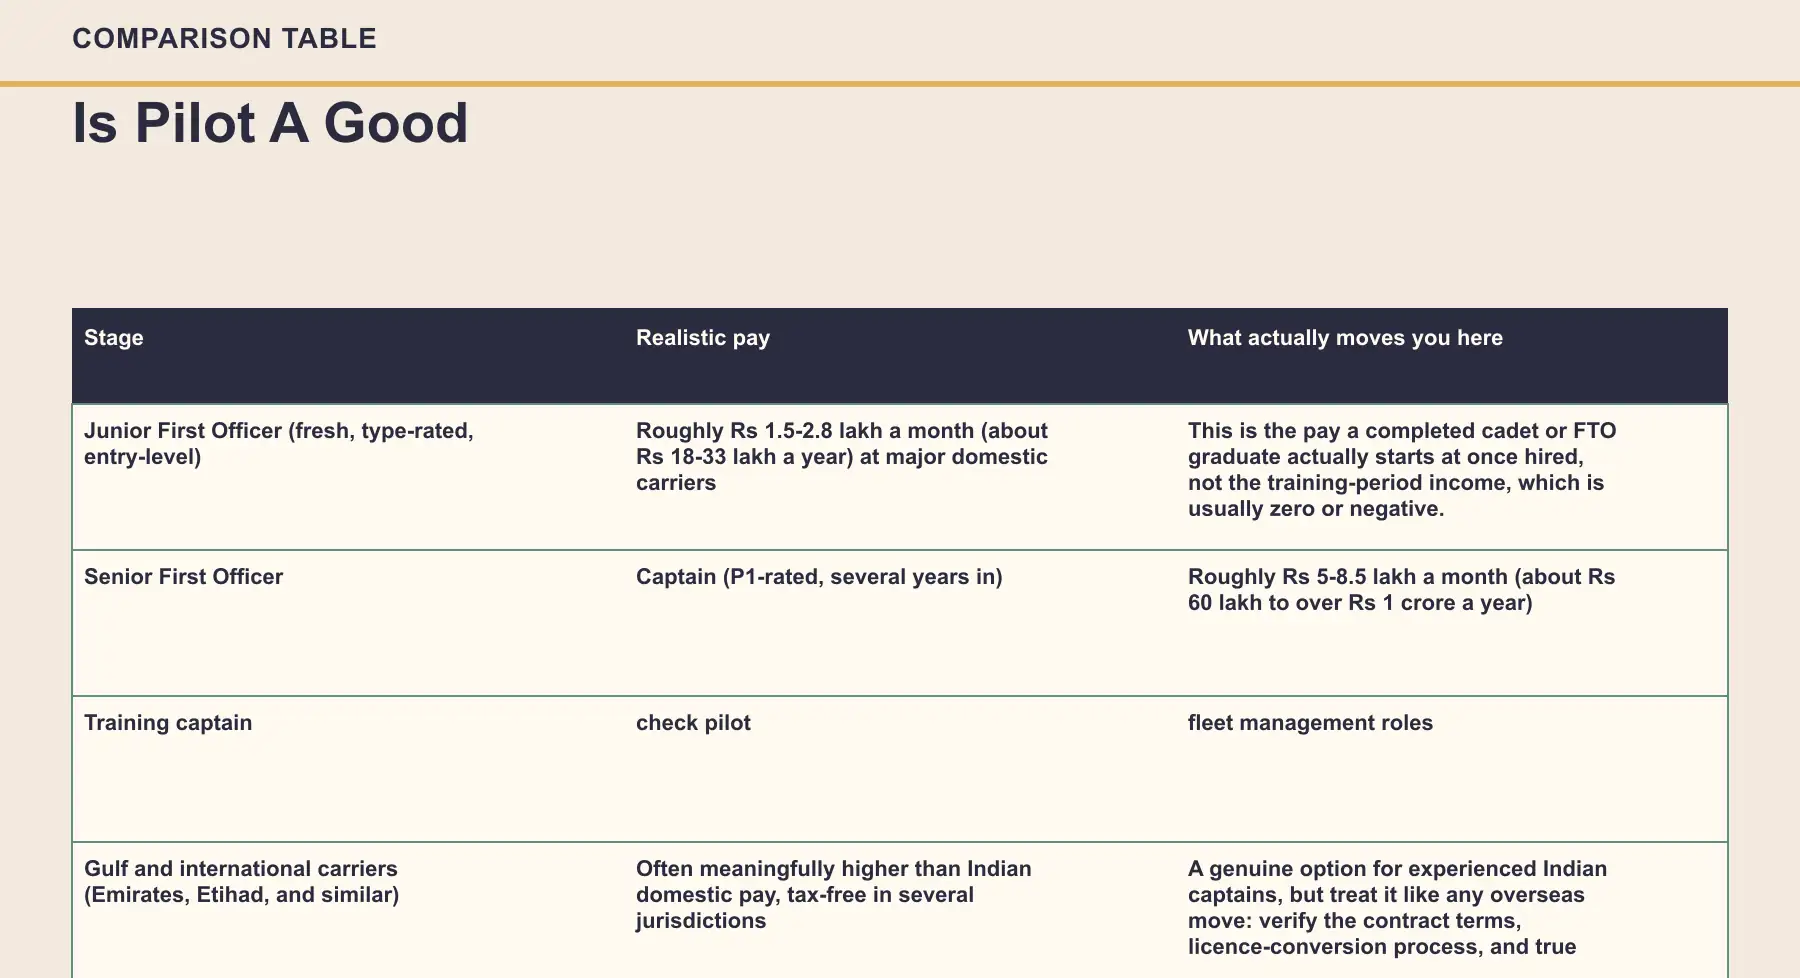 COMPARISON TABLE
Is Pilot A Good
Stage
Realistic pay
What actually moves you here
Junior First Officer (fresh, type-rated,
entry-level)
Roughly Rs 1.5-2.8 lakh a month (about
Rs 18-33 lakh a year) at major domestic
carriers
This is the pay a completed cadet or FTO
graduate actually starts at once hired,
not the training-period income, which is
usually zero or negative.
Senior First Officer
Captain (P1-rated, several years in)
Roughly Rs 5-8.5 lakh a month (about Rs
60 lakh to over Rs 1 crore a year)
Training captain
check pilot
fleet management roles
Gulf and international carriers
(Emirates, Etihad, and similar)
Often meaningfully higher than Indian
domestic pay, tax-free in several
jurisdictions
A genuine option for experienced Indian
captains, but treat it like any overseas
move: verify the contract terms,
licence-conversion process, and true